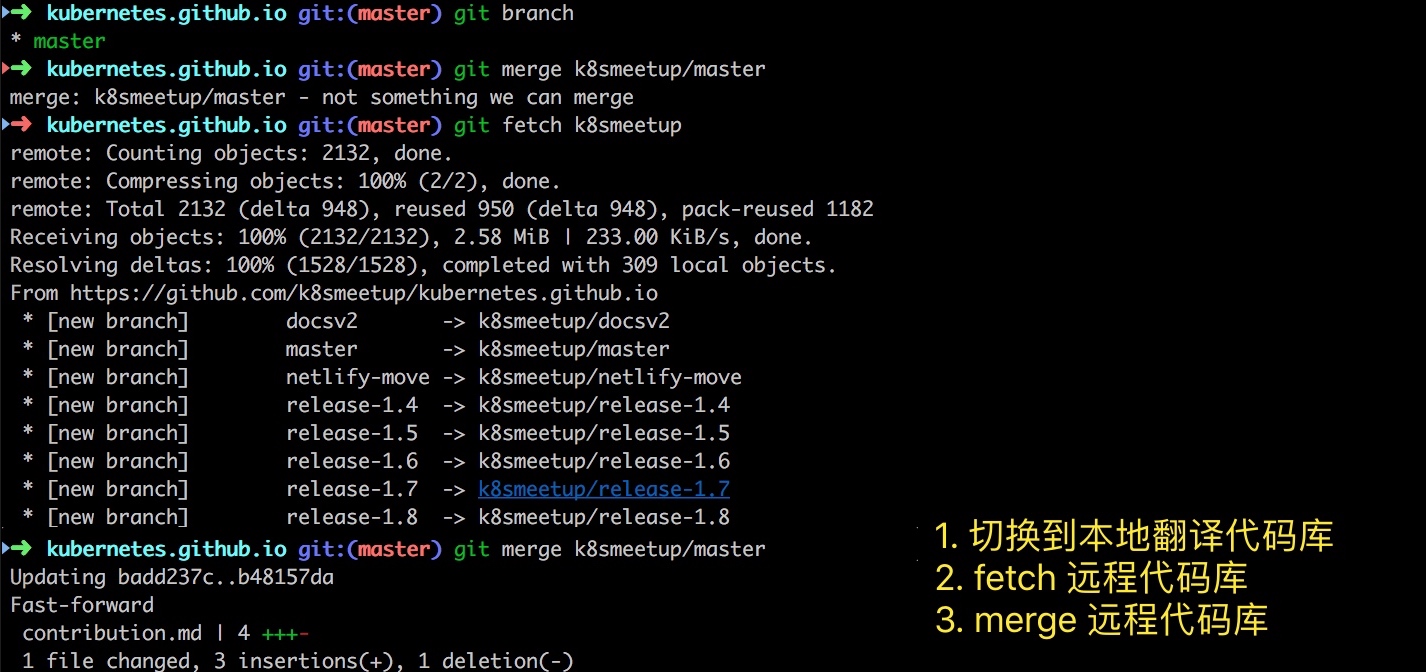 ➜ kubernetes.github.io git:(master) git branch
* master
➜ kubernetes.github.io git:(master) git merge k8smeetup/master
merge: k8smeetup/master - not something we can merge
➜ kubernetes.github.io git:(master) git fetch k8smeetup
remote: Counting objects: 2132, done.
remote: Compressing objects: 100% (2/2), done.
remote: Total 2132 (delta 948), reused 950 (delta 948), pack-reused 1182
Receiving objects: 100% (2132/2132), 2.58 MiB | 233.00 KiB/s, done.
Resolving deltas: 100% (1528/1528), completed with 309 local objects.
From https://github.com/k8smeetup/kubernetes.github.io
* [new branch] docsv2 -> k8smeetup/docsv2
* [new branch] master -> k8smeetup/master
* [new branch] netlify-move -> k8smeetup/netlify-move
* [new branch] release-1.4 -> k8smeetup/release-1.4
* [new branch] release-1.5 -> k8smeetup/release-1.5
* [new branch] release-1.6 -> k8smeetup/release-1.6
* [new branch] release-1.7 -> k8smeetup/release-1.7
* [new branch] release-1.8 -> k8smeetup/release-1.8
➜ kubernetes.github.io git:(master) git merge k8smeetup/master
Updating badd237c..b48157da
Fast-forward
contribution.md | 4 +++-
1 file changed, 3 insertions(+), 1 deletion(-)
1. 切换到本地翻译代码库
2. fetch 远程代码库
3. merge 远程代码库